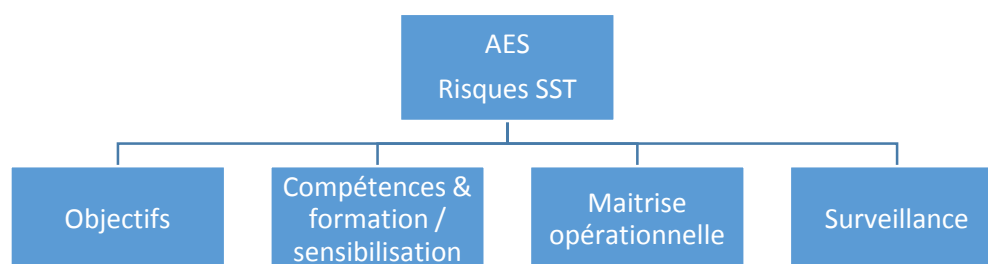 AES
Risques SST
Objectifs
Compétences &
formation /
sensibilisation
Maitrise
opérationnelle
Surveillance